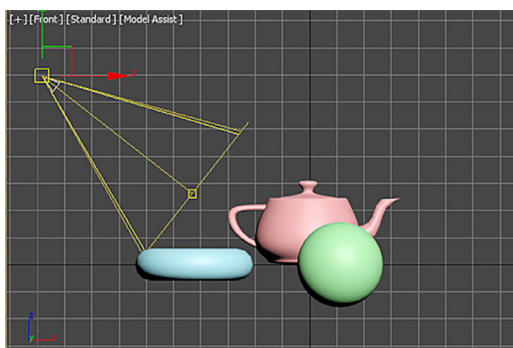 [+] [Front] [Standard] [Model Assist]
x
z
y x